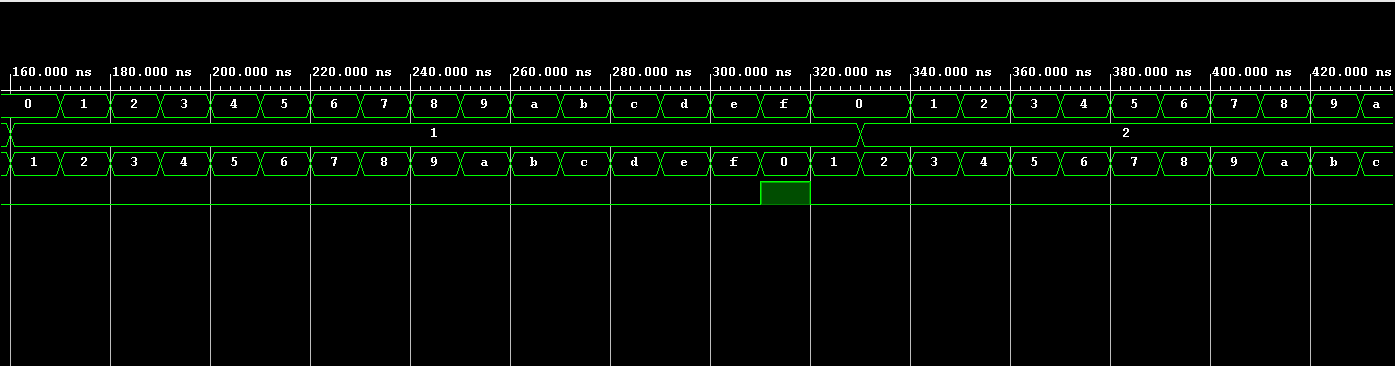 160.000 ns 180.000 ns 200.000 ns 220.000 ns 240.000 ns 260.000 ns 280.000 ns 300.000 ns 320.000 ns 340.000 ns 360.000 ns 380.000 ns 400.000 ns 420.000 ns
0 1 2 3 4 5 6 7 8 9 a b c d e f 0 1 2 3 4 5 6 7 8 9 a
1 2
1 2 3 4 5 6 7 8 9 a b c d e f 0 1 2 3 4 5 6 7 8 9 a b c